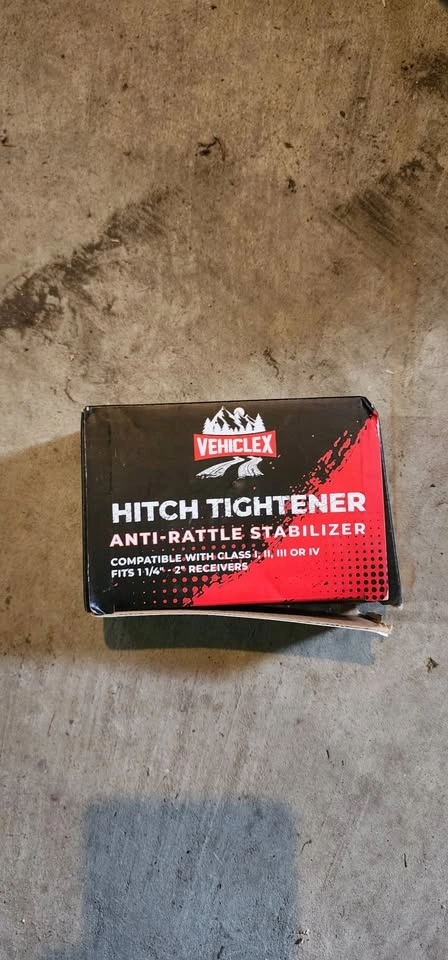 VEHICLEX
HITCH TIGHTENER
ANTI-RATTLE STABILIZER
COMPATIBLE WITH CLASS I, II, III OR IV
FITS 1 1/4" - 2" RECEIVERS